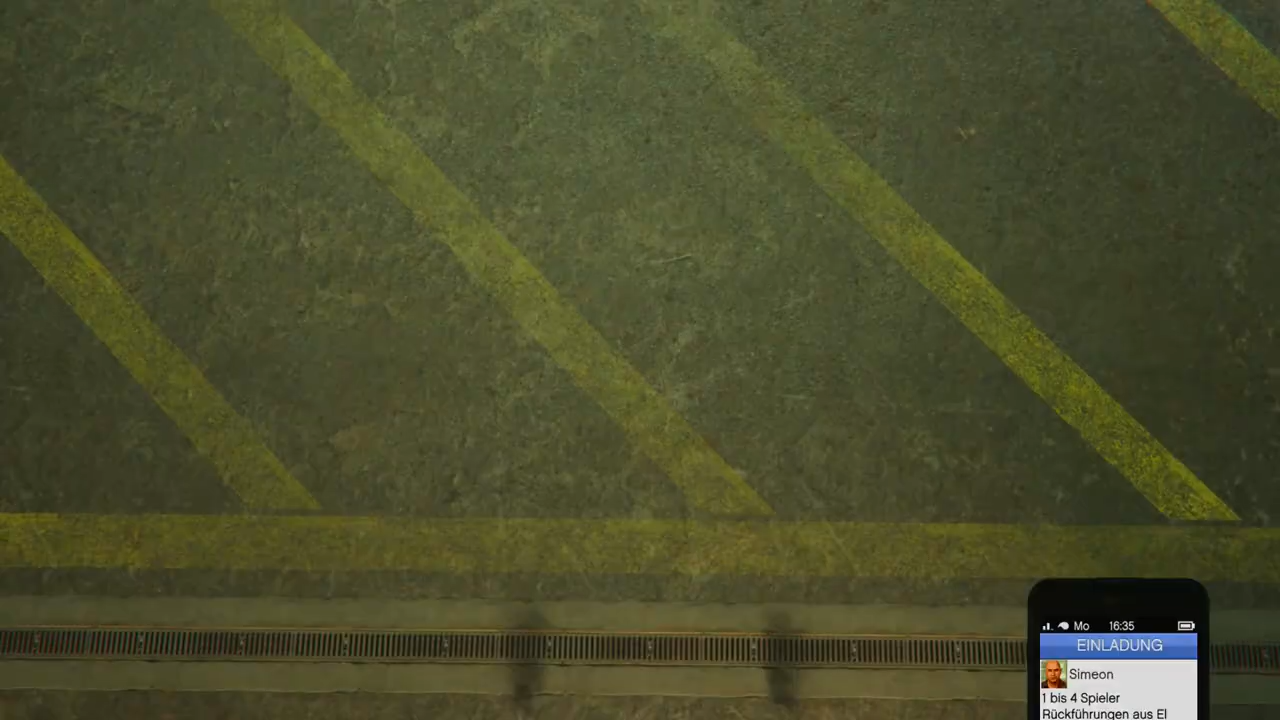 Mo 16:35
EINLADUNG
Simeon
1 bis 4 Spieler
Rückführungen aus El